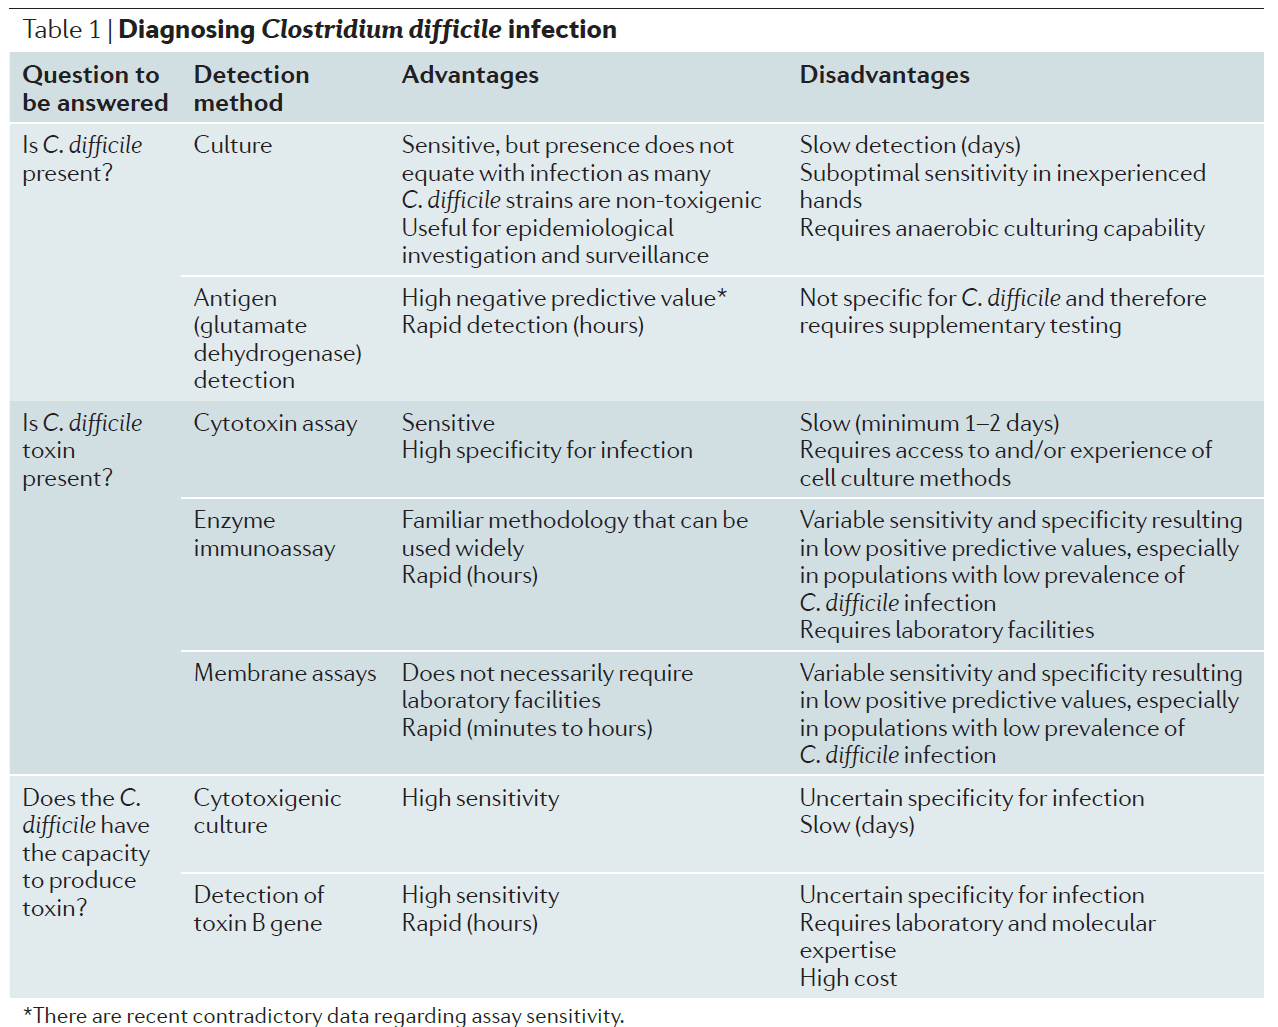 Table 1 | Diagnosing Clostridium difficile infection
Question to
be answered
Detection
method
Advantages
Disadvantages
Is C. difficile
present?
Culture
Sensitive, but presence does not
equate with infection as many
C. difficile strains are non-toxigenic
Useful for epidemiological
investigation and surveillance
Slow detection (days)
Suboptimal sensitivity in inexperienced
hands
Requires anaerobic culturing capability
Antigen
(glutamate
dehydrogenase)
detection
High negative predictive value*
Rapid detection (hours)
Not specific for C. difficile and therefore
requires supplementary testing
Is C. difficile
toxin
present?
Cytotoxin assay
Sensitive
High specificity for infection
Slow (minimum 1–2 days)
Requires access to and/or experience of
cell culture methods
Enzyme
immunoassay
Familiar methodology that can be
used widely
Rapid (hours)
Variable sensitivity and specificity resulting
in low positive predictive values, especially
in populations with low prevalence of
C. difficile infection
Requires laboratory facilities
Membrane assays
Does not necessarily require
laboratory facilities
Rapid (minutes to hours)
Variable sensitivity and specificity resulting
in low positive predictive values, especially
in populations with low prevalence of
C. difficile infection
Does the C.
difficile have
the capacity
to produce
toxin?
Cytotoxigenic
culture
High sensitivity
Uncertain specificity for infection
Slow (days)
Detection of
toxin B gene
High sensitivity
Rapid (hours)
Uncertain specificity for infection
Requires laboratory and molecular
expertise
High cost
*There are recent contradictory data regarding assay sensitivity.